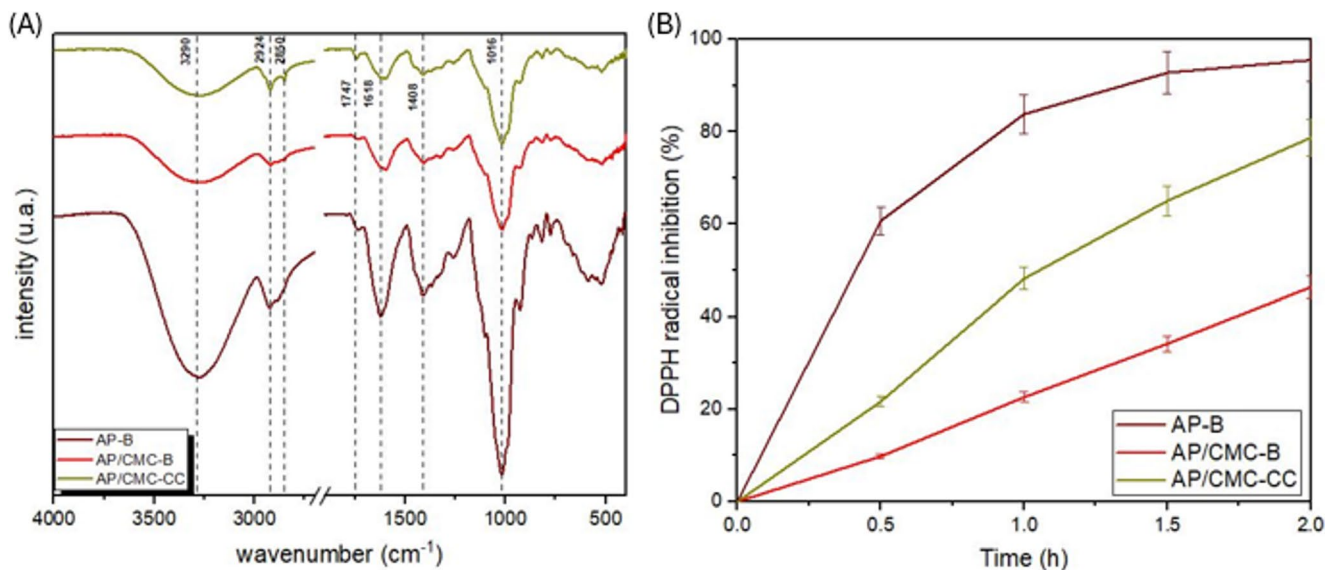 (A)
3290
2924
2850
1747
1618
1408
1016
intensity (u.a.)
AP-B
AP/CMC-B
AP/CMC-CC
4000
3500
3000
1500
1000
500
wavenumber (cm⁻¹)
(B)
100
80
60
40
20
0
DPPH radical inhibition (%)
AP-B
AP/CMC-B
AP/CMC-CC
0.0
0.5
1.0
1.5
2.0
Time (h)